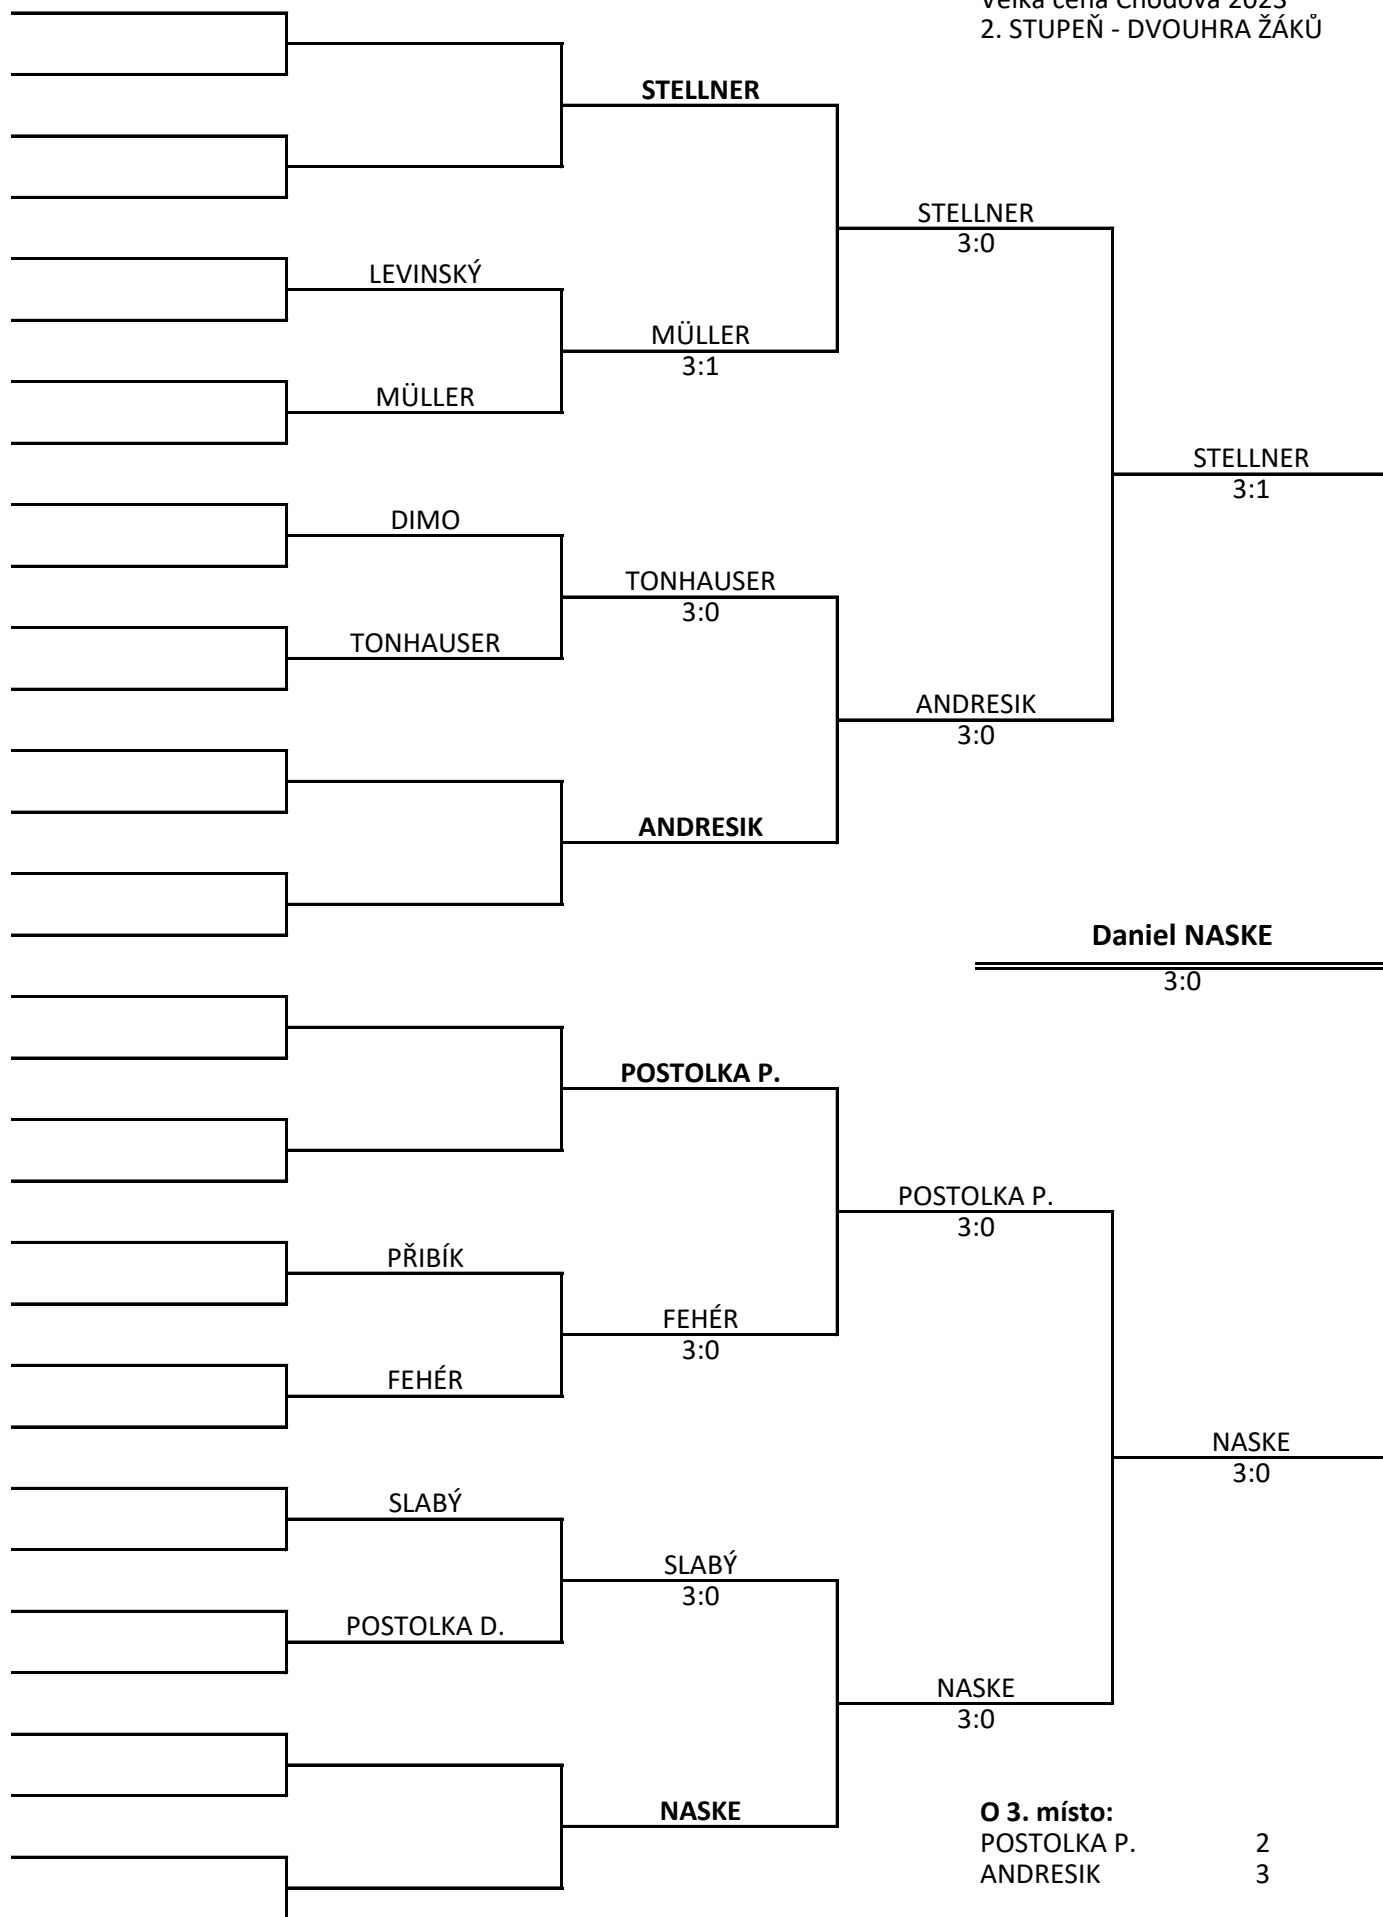 Velká cena Chodova 2023
2. STUPEŇ - DVOUHRA ŽÁKŮ
STELLNER
STELLNER
3:0
LEVINSKÝ
MÜLLER
3:1
MÜLLER
STELLNER
3:1
DIMO
TONHAUSER
3:0
TONHAUSER
ANDRESIK
3:0
ANDRESIK
Daniel NASKE
3:0
POSTOLKA P.
POSTOLKA P.
3:0
PŘIBÍK
FEHÉR
3:0
FEHÉR
NASKE
3:0
SLABÝ
SLABÝ
3:0
POSTOLKA D.
NASKE
3:0
NASKE
O 3. místo:
POSTOLKA P. 2
ANDRESIK 3